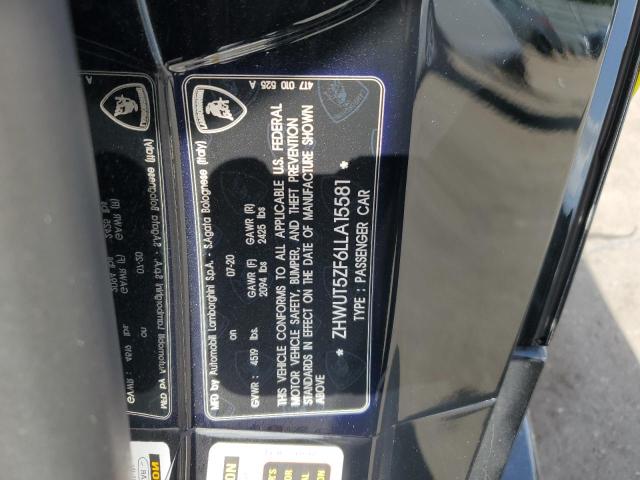 417 010 525 A
MFD by Automobili Lamborghini S.p.A. - S.Agata Bolognese (Italy)
on 07-20
GVWR: 4519 lbs. GAWR (F) GAWR (R)
2094 lbs 2425 lbs
THIS VEHICLE CONFORMS TO ALL APPLICABLE U.S. FEDERAL
MOTOR VEHICLE SAFETY, BUMPER, AND THEFT PREVENTION
STANDARDS IN EFFECT ON THE DATE OF MANUFACTURE SHOWN
ABOVE
* ZHWUT5ZF6LLA15581 *
TYPE: PASSENGER CAR